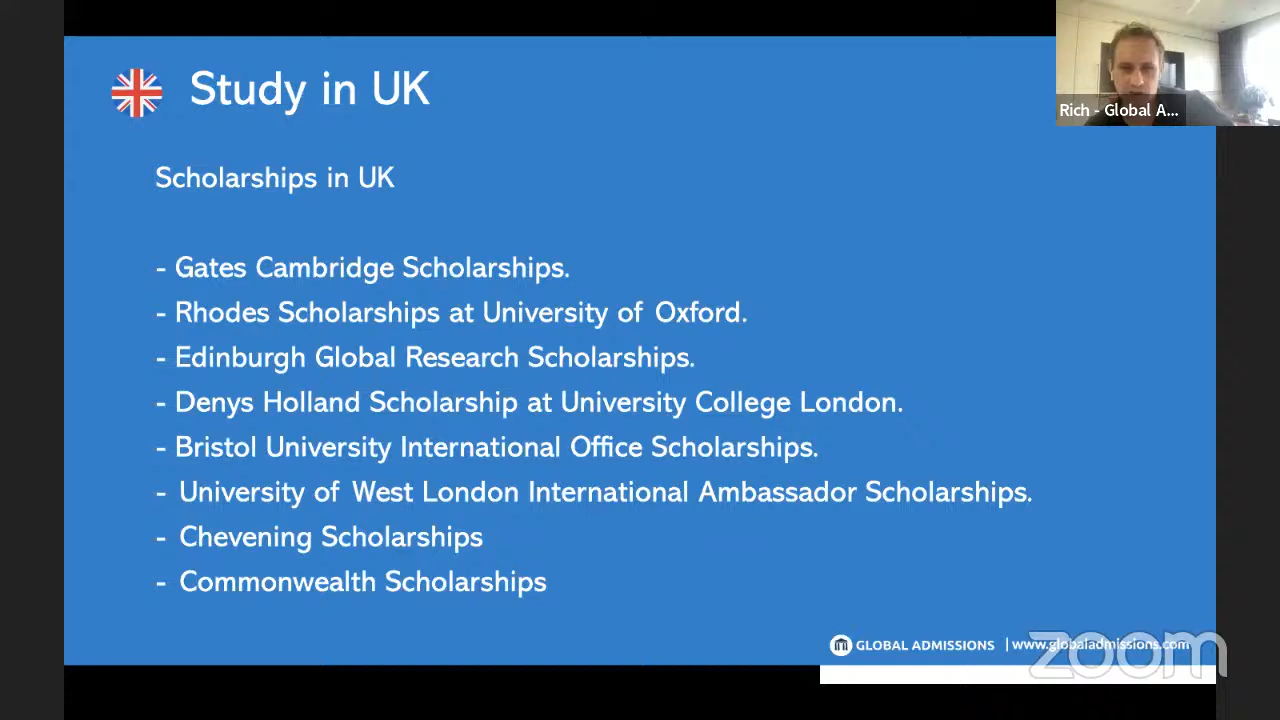 Study in UK
Rich - Global A...
Scholarships in UK
- Gates Cambridge Scholarships.
- Rhodes Scholarships at University of Oxford.
- Edinburgh Global Research Scholarships.
- Denys Holland Scholarship at University College London.
- Bristol University International Office Scholarships.
- University of West London International Ambassador Scholarships.
- Chevening Scholarships
- Commonwealth Scholarships
GLOBAL ADMISSIONS | www.globaladmissions.com
zoom